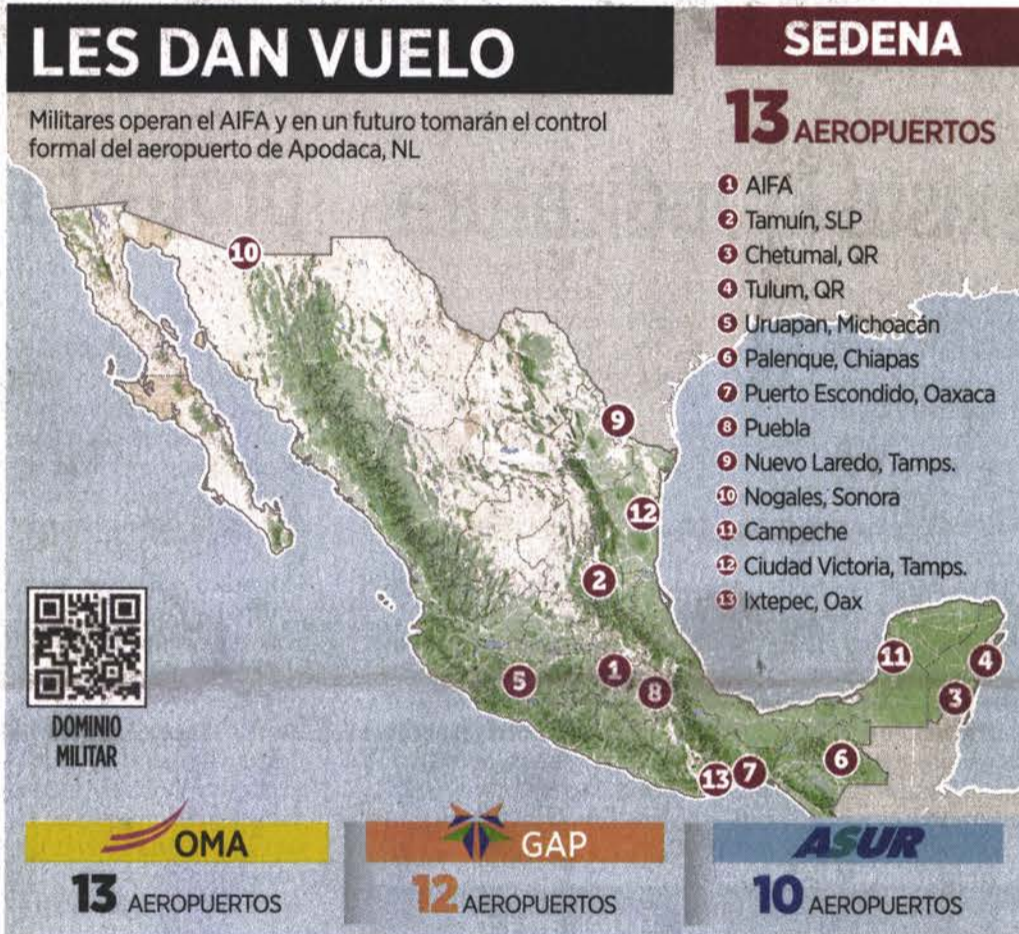 LES DAN VUELO
Militares operan el AIFA y en un futuro tomarán el control
formal del aeropuerto de Apodaca, NL
SEDENA
13 AEROPUERTOS
1 AIFA
2 Tamuín, SLP
3 Chetumal, QR
4 Tulum, QR
5 Uruapan, Michoacán
6 Palenque, Chiapas
7 Puerto Escondido, Oaxaca
8 Puebla
9 Nuevo Laredo, Tamps.
10 Nogales, Sonora
11 Campeche
12 Ciudad Victoria, Tamps.
13 Ixtepec, Oax
10
9
12
2
11
4
5
1
8
3
6
13
7
DOMINIO
MILITAR
OMA
13 AEROPUERTOS
GAP
12 AEROPUERTOS
ASUR
10 AEROPUERTOS